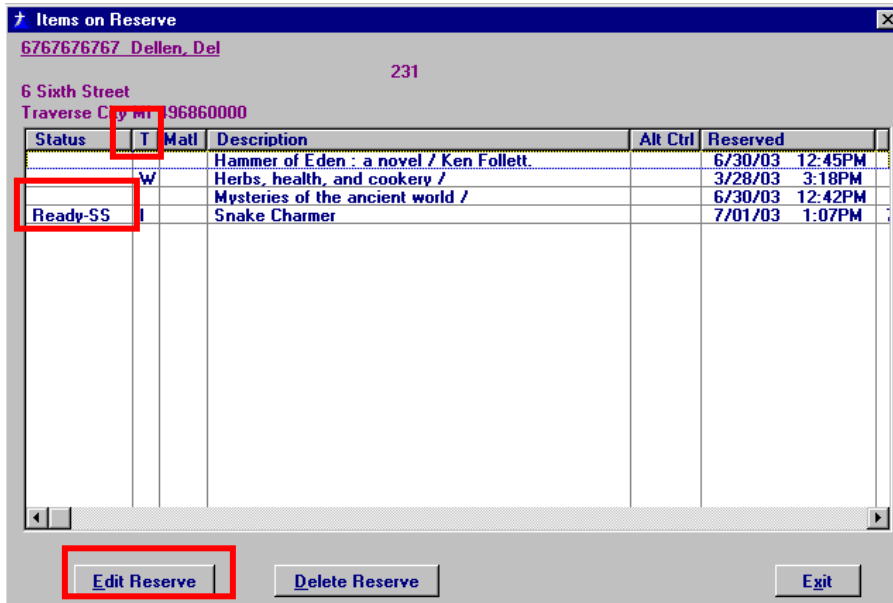 Items on Reserve
6767676767 Dellen, Del
231
6 Sixth Street
Traverse City MI 496860000
Status T Matl Description Alt Ctrl Reserved
Hammer of Eden : a novel / Ken Follett. 6/30/03 12:45PM
W Herbs, health, and cookery / 3/28/03 3:18PM
Mysteries of the ancient world / 6/30/03 12:42PM
Ready-SS I Snake Charmer 7/01/03 1:07PM
Edit Reserve Delete Reserve Exit